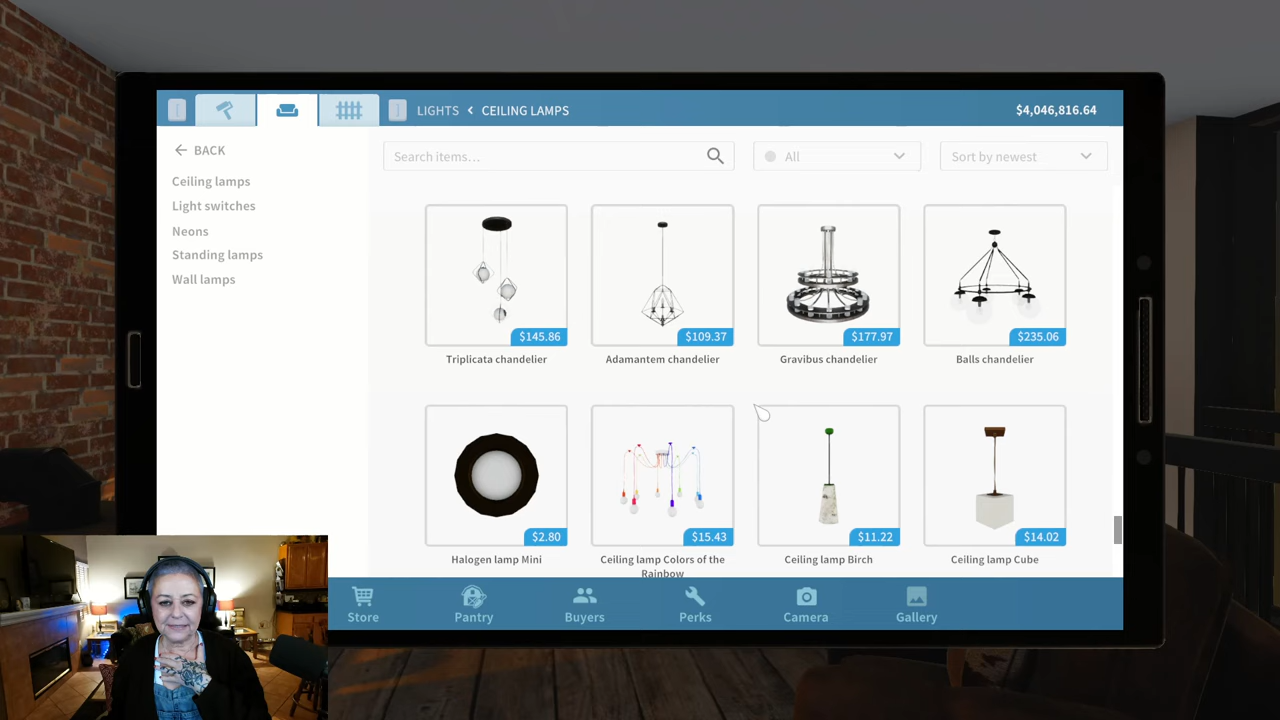 LIGHTS < CEILING LAMPS
$4,046,816.64
BACK
Search items...
All
Sort by newest
Ceiling lamps
Light switches
Neons
Standing lamps
Wall lamps
$145.86
$109.37
$177.97
$235.06
Triplicata chandelier
Adamantem chandelier
Gravibus chandelier
Balls chandelier
$2.80
$15.43
$11.22
$14.02
Halogen lamp Mini
Ceiling lamp Colors of the
Rainbow
Ceiling lamp Birch
Ceiling lamp Cube
Store
Pantry
Buyers
Perks
Camera
Gallery